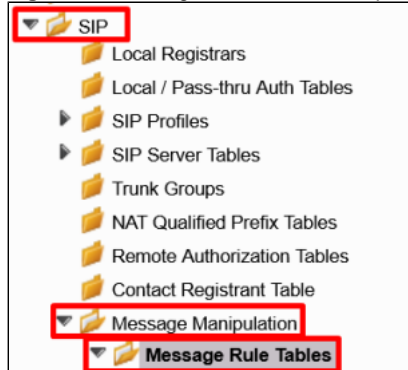 SIP
Local Registrars
Local / Pass-thru Auth Tables
SIP Profiles
SIP Server Tables
Trunk Groups
NAT Qualified Prefix Tables
Remote Authorization Tables
Contact Registrant Table
Message Manipulation
Message Rule Tables